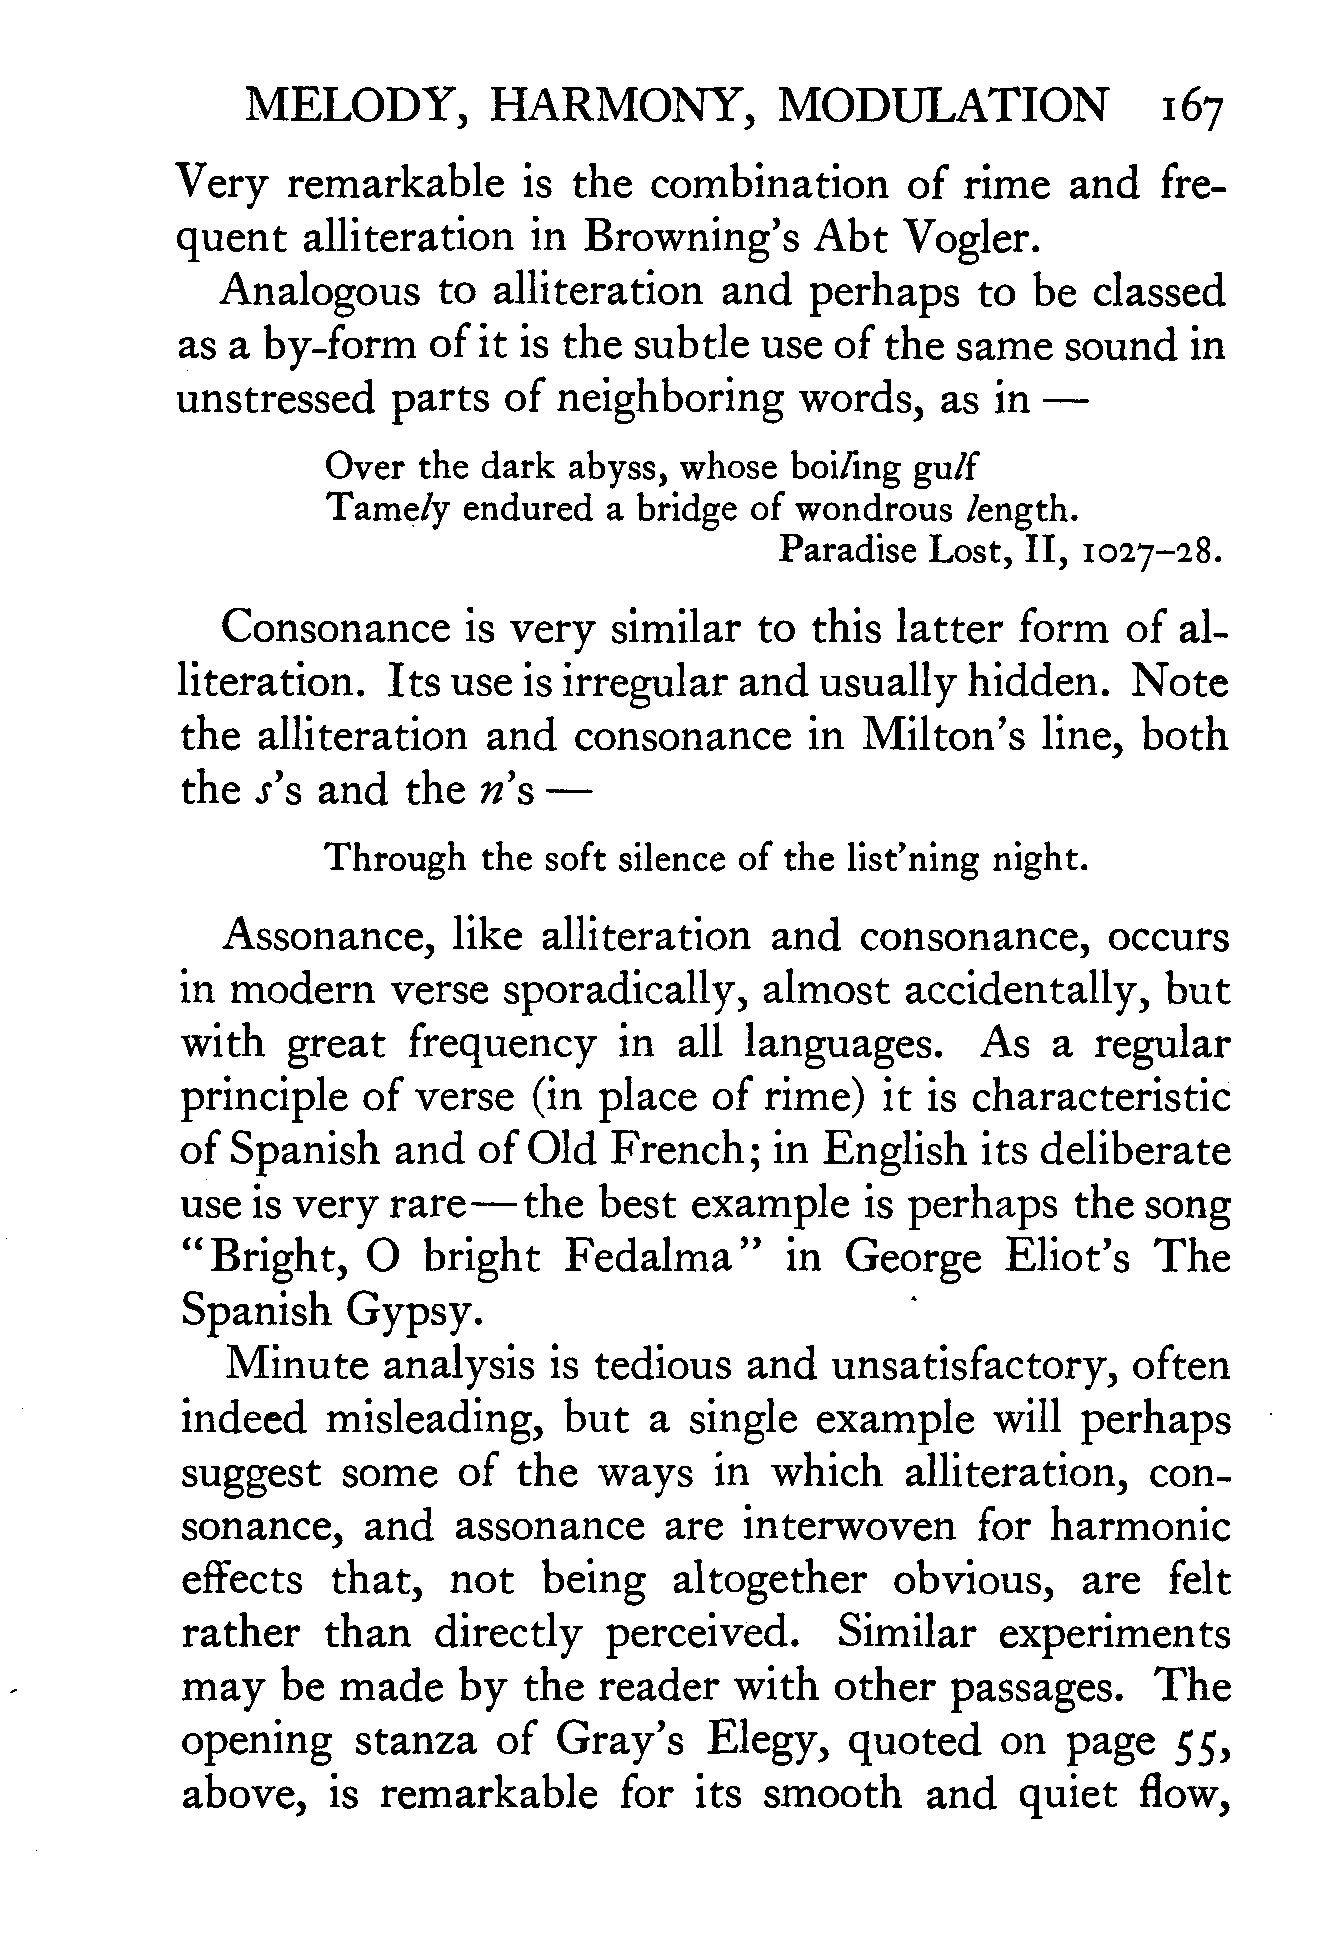 MELODY, HARMONY, MODULATION 167
Very remarkable is the combination of rime and fre-
quent alliteration in Browning's Abt Vogler.
Analogous to alliteration and perhaps to be classed
as a by-form of it is the subtle use of the same sound in
unstressed parts of neighboring words, as in —
Over the dark abyss, whose boiling gulf
Tamely endured a bridge of wondrous length.
Paradise Lost, II, 1027–28.
Consonance is very similar to this latter form of al-
literation. Its use is irregular and usually hidden. Note
the alliteration and consonance in Milton's line, both
the s's and the n's —
Through the soft silence of the list'ning night.
Assonance, like alliteration and consonance, occurs
in modern verse sporadically, almost accidentally, but
with great frequency in all languages. As a regular
principle of verse (in place of rime) it is characteristic
of Spanish and of Old French; in English its deliberate
use is very rare—the best example is perhaps the song
"Bright, O bright Fedalma" in George Eliot's The
Spanish Gypsy.
Minute analysis is tedious and unsatisfactory, often
indeed misleading, but a single example will perhaps
suggest some of the ways in which alliteration, con-
sonance, and assonance are interwoven for harmonic
effects that, not being altogether obvious, are felt
rather than directly perceived. Similar experiments
may be made by the reader with other passages. The
opening stanza of Gray's Elegy, quoted on page 55,
above, is remarkable for its smooth and quiet flow,